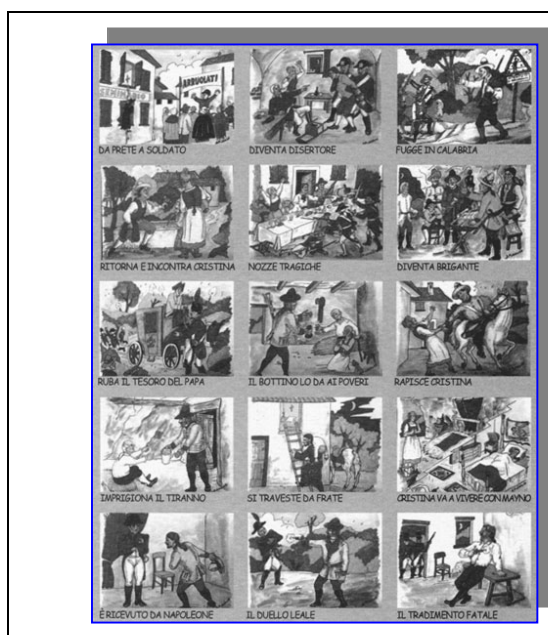 SEMINARIO
ARRUOLATI
DA PRETE A SOLDATO
DIVENTA DISERTORE
FUGGE IN CALABRIA
RITORNA E INCONTRA CRISTINA
NOZZE TRAGICHE
DIVENTA BRIGANTE
RUBA IL TESORO DEL PAPA
IL BOTTINO LO DA AI POVERI
RAPISCE CRISTINA
IMPRIGIONA IL TIRANNO
SI TRAVESTE DA FRATE
CRISTINA VA A VIVERE CON MAYNO
É RICEVUTO DA NAPOLEONE
IL DUELLO LEALE
IL TRADIMENTO FATALE